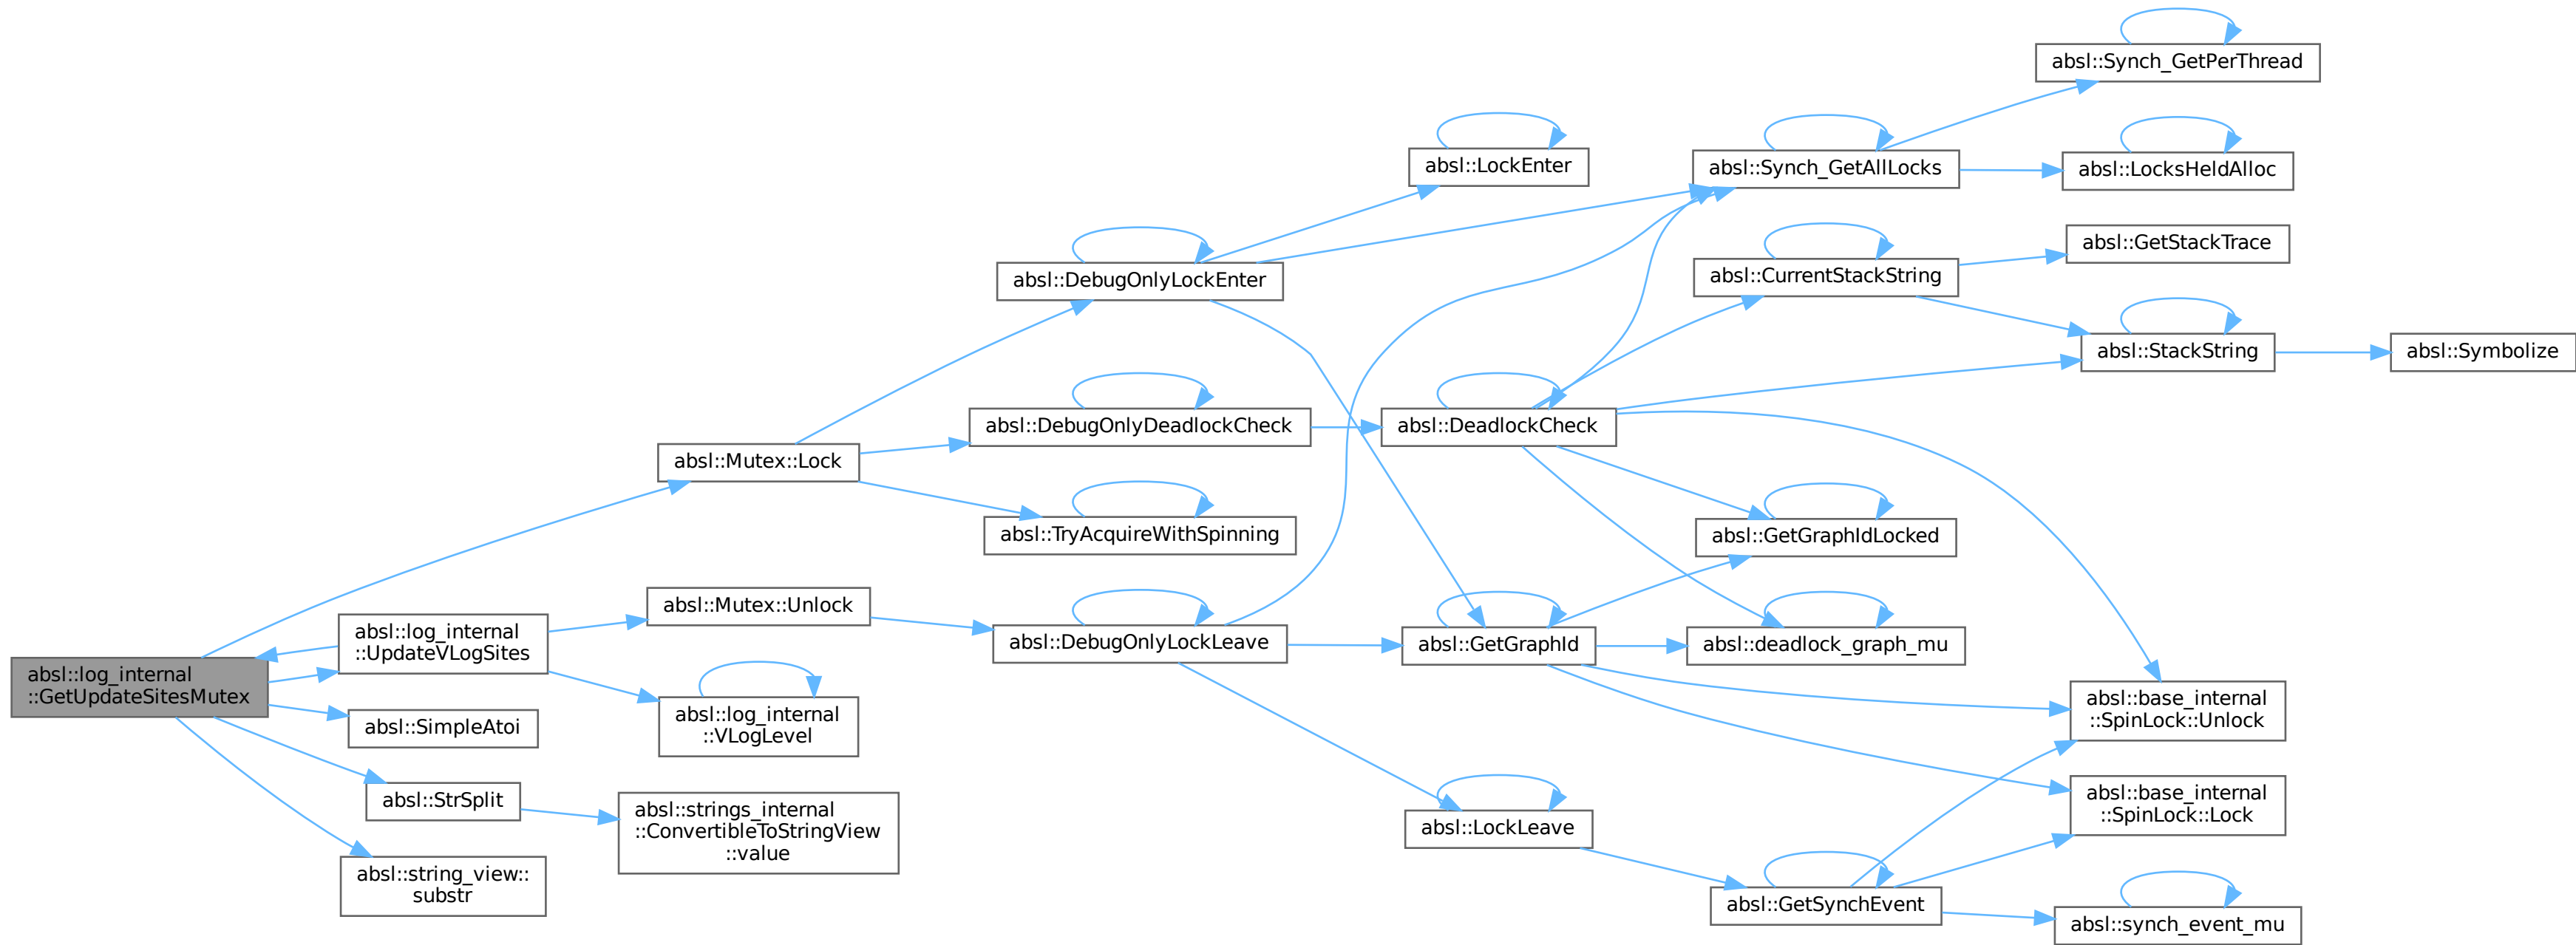 absl::Synch_GetPerThread
absl::LockEnter
absl::Synch_GetAllLocks
absl::LocksHeldAlloc
absl::GetStackTrace
absl::DebugOnlyLockEnter
absl::CurrentStackString
absl::StackString
absl::Symbolize
absl::DebugOnlyDeadlockCheck
absl::DeadlockCheck
absl::Mutex::Lock
absl::TryAcquireWithSpinning
absl::GetGraphIdLocked
absl::Mutex::Unlock
absl::log_internal
::UpdateVLogSites
absl::DebugOnlyLockLeave
absl::GetGraphId
absl::deadlock_graph_mu
absl::log_internal
::GetUpdateSitesMutex
absl::base_internal
::SpinLock::Unlock
absl::SimpleAtoi
absl::log_internal
::VLogLevel
absl::StrSplit
absl::strings_internal
::ConvertibleToStringView
::value
absl::base_internal
::SpinLock::Lock
absl::LockLeave
absl::string_view::
substr
absl::GetSynchEvent
absl::synch_event_mu